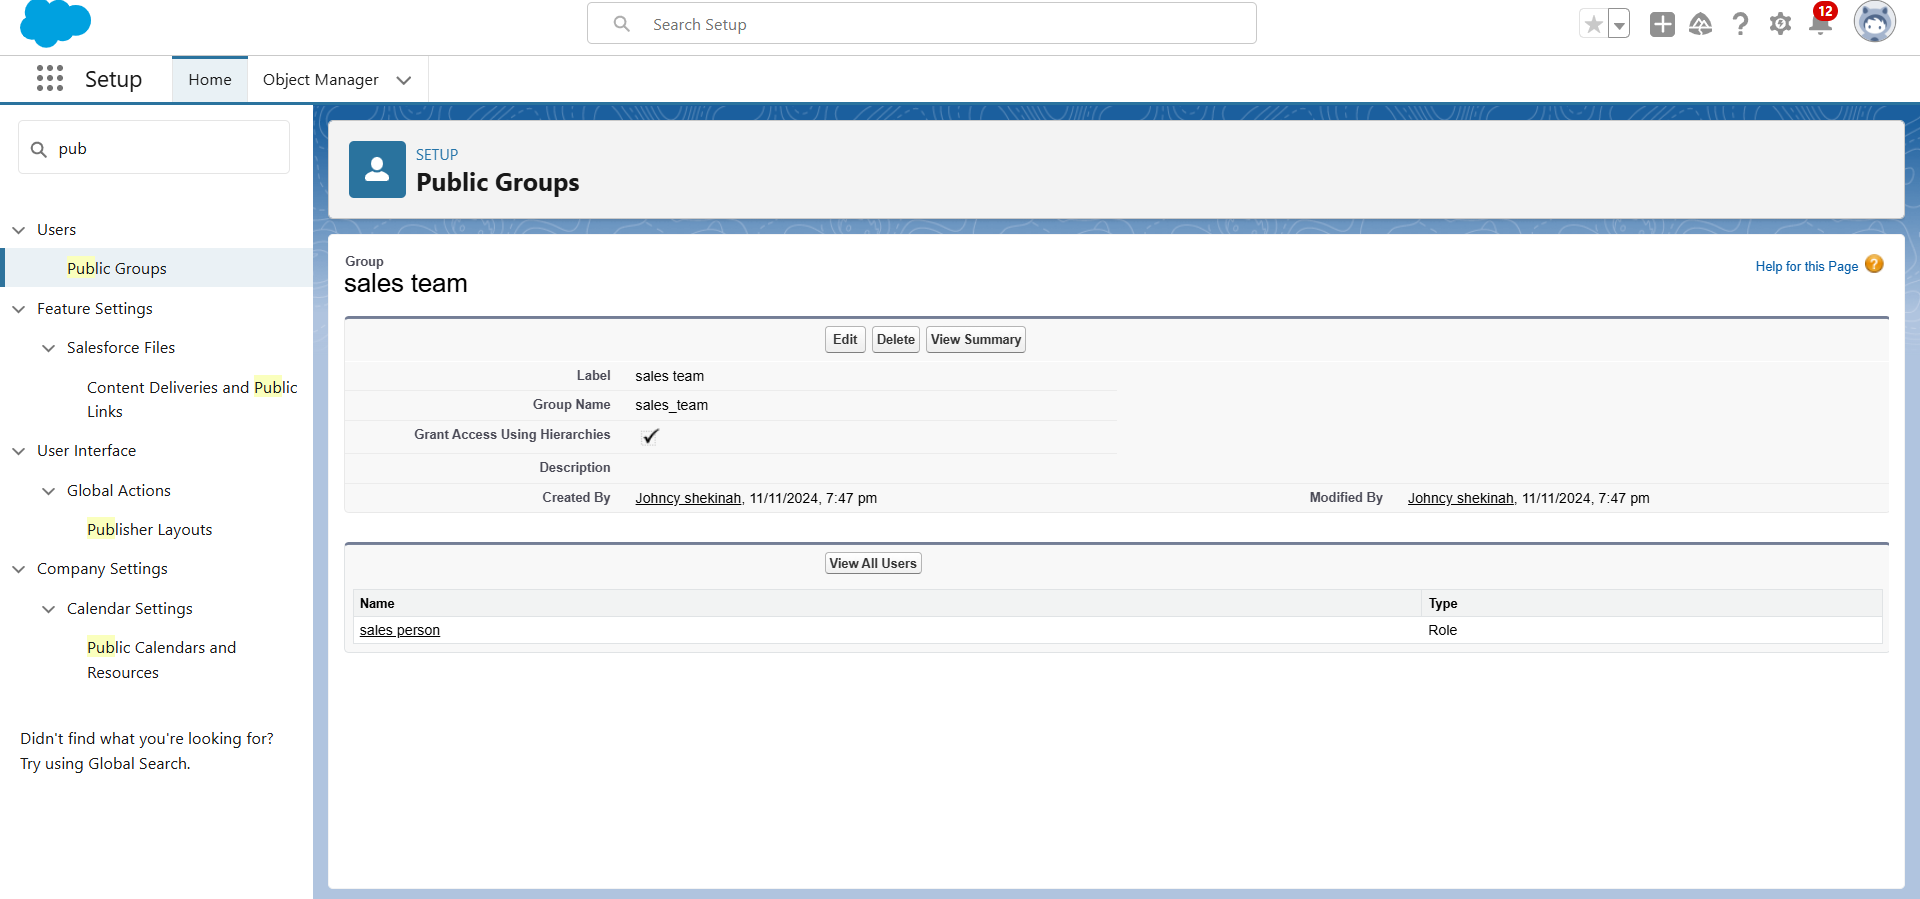 Search Setup
12
Setup
Home
Object Manager
pub
Users
Public Groups
Feature Settings
Salesforce Files
Content Deliveries and Public
Links
User Interface
Global Actions
Publisher Layouts
Company Settings
Calendar Settings
Public Calendars and
Resources
Didn't find what you're looking for?
Try using Global Search.
SETUP
Public Groups
Group
sales team
Help for this Page ?
Edit Delete View Summary
Label sales team
Group Name sales_team
Grant Access Using Hierarchies
Description
Created By Johncy shekinah, 11/11/2024, 7:47 pm Modified By Johncy shekinah, 11/11/2024, 7:47 pm
View All Users
Name Type
sales person Role